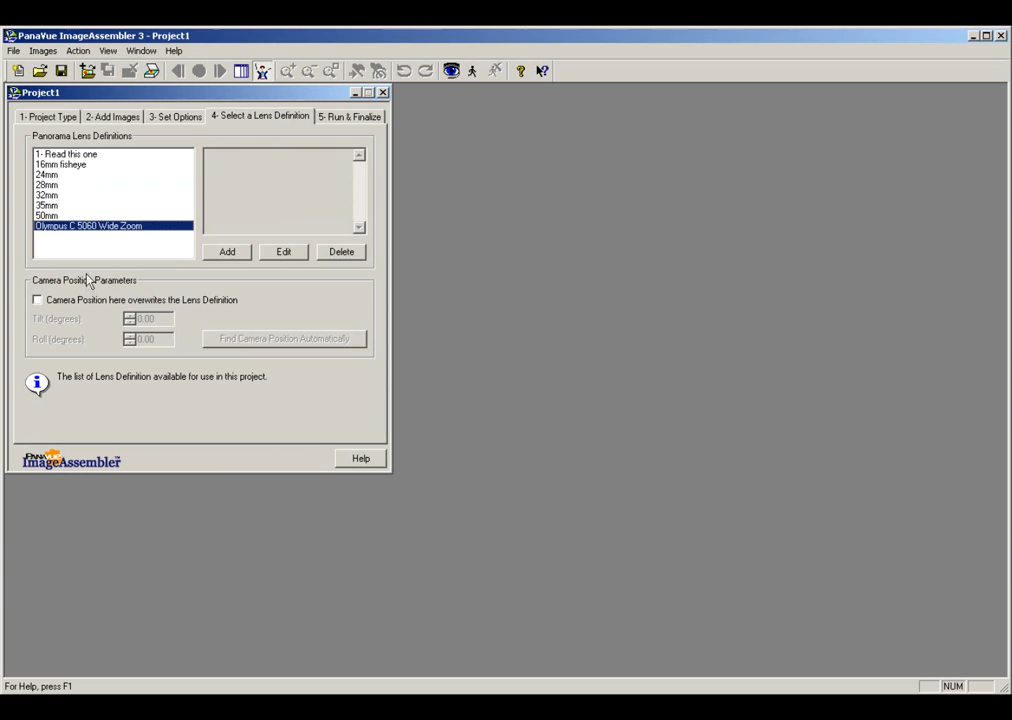 PanaVue ImageAssembler 3 - Project1
File Images Action View Window Help
Project1
1- Project Type 2- Add Images 3- Set Options 4- Select a Lens Definition 5- Run & Finalize
Panorama Lens Definitions
1- Read this one
16mm fisheye
24mm
28mm
32mm
35mm
50mm
Olympus C 5060 Wide Zoom
Add Edit Delete
Camera Position Parameters
Camera Position here overwrites the Lens Definition
Tilt (degrees): 0.00
Roll (degrees): 0.00 Find Camera Position Automatically
The list of Lens Definition available for use in this project.
PANAVUE
ImageAssembler™ Help
For Help, press F1 NUM